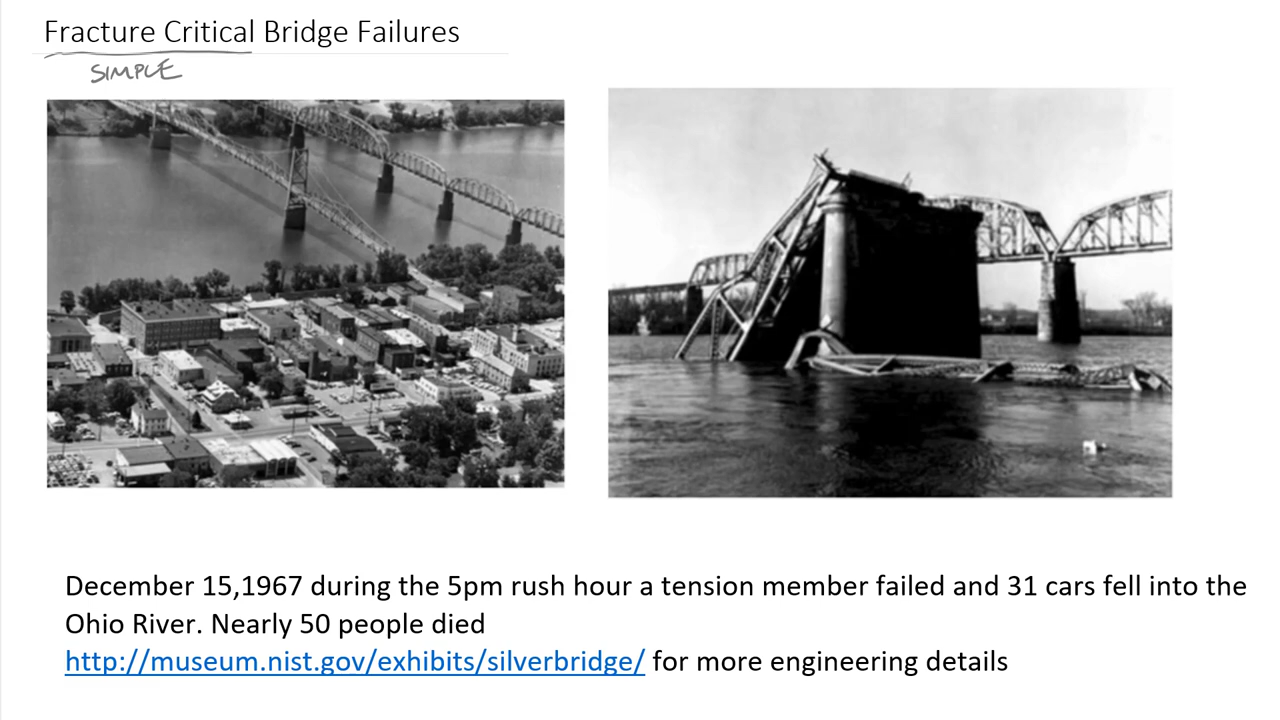 Fracture Critical Bridge Failures
SIMPLE
December 15,1967 during the 5pm rush hour a tension member failed and 31 cars fell into the
Ohio River. Nearly 50 people died
http://museum.nist.gov/exhibits/silverbridge/ for more engineering details